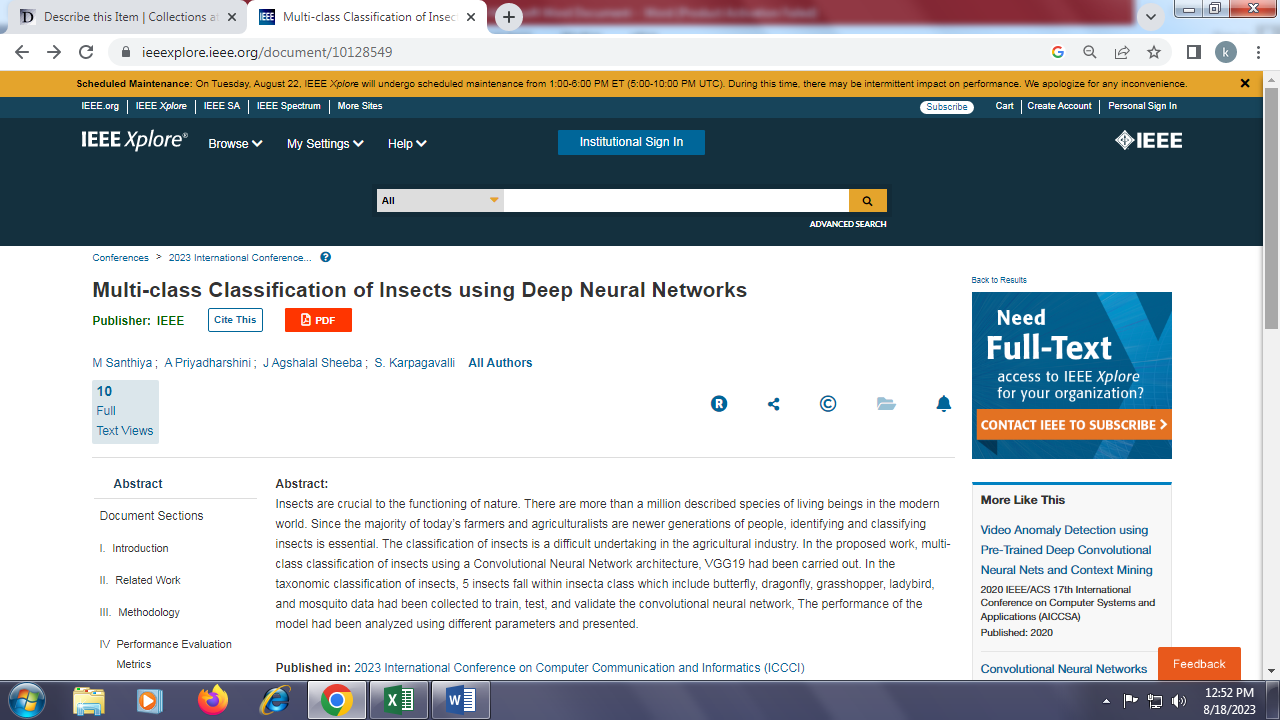 Describe this Item | Collections at
Multi-class Classification of Insect
ieeexplore.ieee.org/document/10128549
k
Scheduled Maintenance: On Tuesday, August 22, IEEE Xplore will undergo scheduled maintenance from 1:00-6:00 PM ET (5:00-10:00 PM UTC). During this time, there may be intermittent impact on performance. We apologize for any inconvenience.
IEEE.org IEEE Xplore IEEE SA IEEE Spectrum More Sites Subscribe Cart Create Account Personal Sign In
IEEE Xplore® Browse My Settings Help Institutional Sign In IEEE
All
ADVANCED SEARCH
Conferences > 2023 International Conference...
Back to Results
Multi-class Classification of Insects using Deep Neural Networks
Publisher: IEEE Cite This PDF
M Santhiya ; A Priyadharshini ; J Agshalal Sheeba ; S. Karpagavalli All Authors
10
Full
Text Views
Need
Full-Text
access to IEEE Xplore
for your organization?
CONTACT IEEE TO SUBSCRIBE >
Abstract
Document Sections
I. Introduction
II. Related Work
III. Methodology
IV Performance Evaluation
Metrics
Abstract:
Insects are crucial to the functioning of nature. There are more than a million described species of living beings in the modern
world. Since the majority of today's farmers and agriculturalists are newer generations of people, identifying and classifying
insects is essential. The classification of insects is a difficult undertaking in the agricultural industry. In the proposed work, multi-
class classification of insects using a Convolutional Neural Network architecture, VGG19 had been carried out. In the
taxonomic classification of insects, 5 insects fall within insecta class which include butterfly, dragonfly, grasshopper, ladybird,
and mosquito data had been collected to train, test, and validate the convolutional neural network, The performance of the
model had been analyzed using different parameters and presented.
Published in: 2023 International Conference on Computer Communication and Informatics (ICCCI)
More Like This
Video Anomaly Detection using
Pre-Trained Deep Convolutional
Neural Nets and Context Mining
2020 IEEE/ACS 17th International
Conference on Computer Systems and
Applications (AICCSA)
Published: 2020
Convolutional Neural Networks
Feedback
12:52 PM
8/18/2023